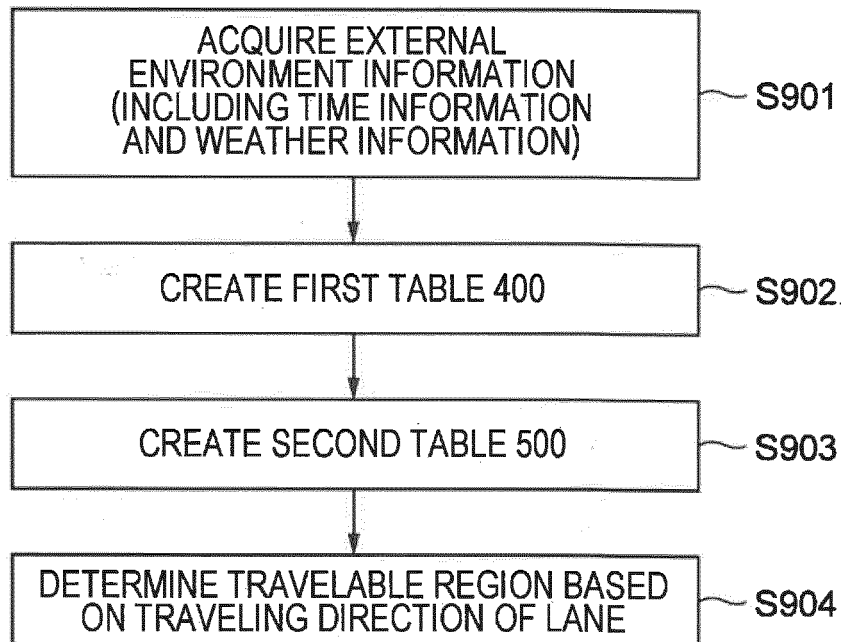 ACQUIRE EXTERNAL
ENVIRONMENT INFORMATION
(INCLUDING TIME INFORMATION
AND WEATHER INFORMATION)
S901
CREATE FIRST TABLE 400
S902
CREATE SECOND TABLE 500
S903
DETERMINE TRAVELABLE REGION BASED
ON TRAVELING DIRECTION OF LANE
S904